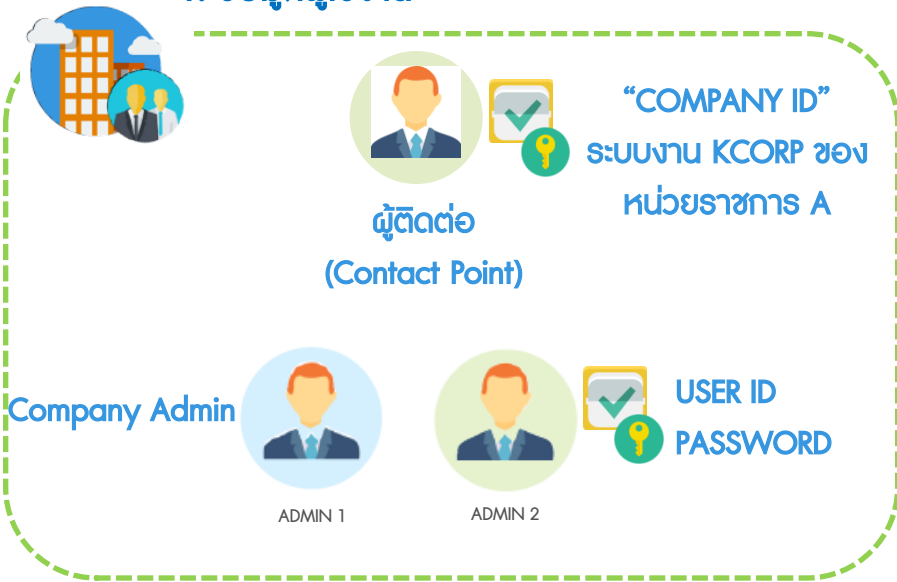 “COMPANY ID”
ระบบงาน KCORP ของ
หน่วยราชการ A
ผู้ติดต่อ
(Contact Point)
Company Admin
USER ID
PASSWORD
ADMIN 1
ADMIN 2